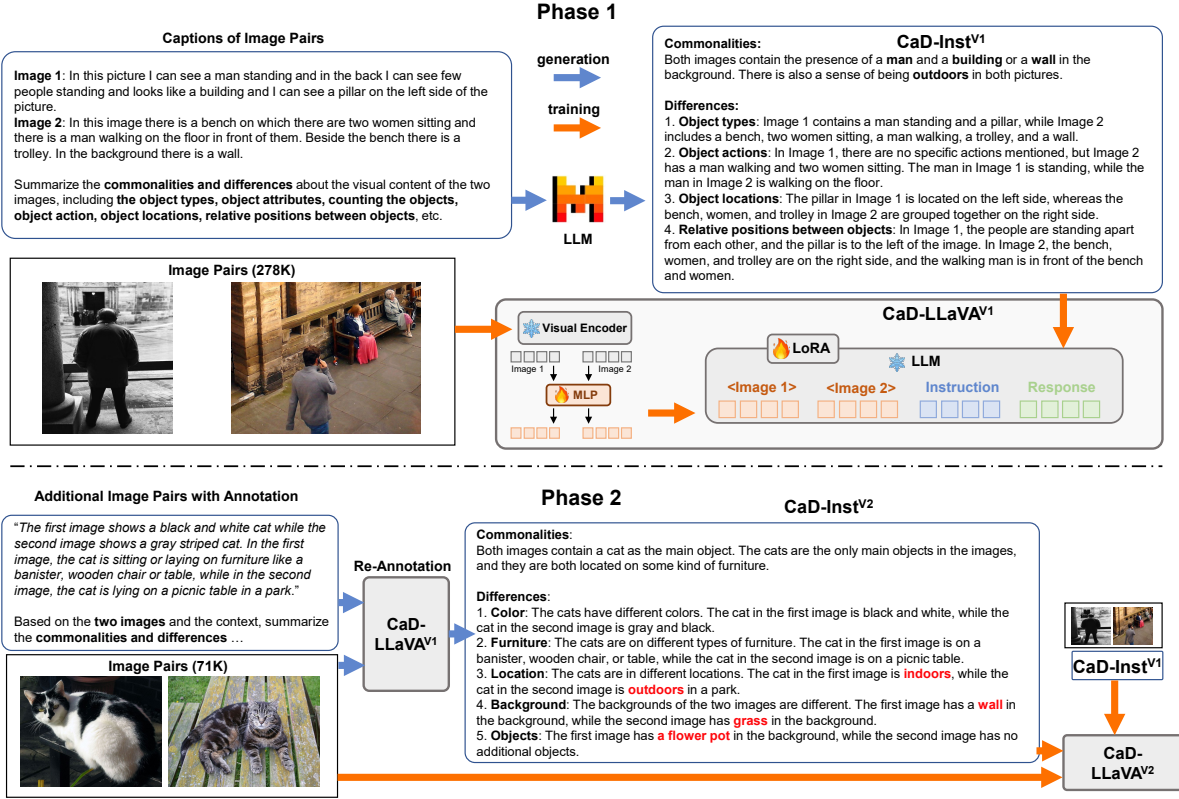 Phase 1
Captions of Image Pairs
Image 1: In this picture I can see a man standing and in the back I can see few
people standing and looks like a building and I can see a pillar on the left side of the
picture.
Image 2: In this image there is a bench on which there are two women sitting and
there is a man walking on the floor in front of them. Beside the bench there is a
trolley. In the background there is a wall.
Summarize the commonalities and differences about the visual content of the two
images, including the object types, object attributes, counting the objects,
object action, object locations, relative positions between objects, etc.
generation
training
LLM
CaD-InstV1
Commonalities:
Both images contain the presence of a man and a building or a wall in the
background. There is also a sense of being outdoors in both pictures.
Differences:
1. Object types: Image 1 contains a man standing and a pillar, while Image 2
includes a bench, two women sitting, a man walking, a trolley, and a wall.
2. Object actions: In Image 1, there are no specific actions mentioned, but Image 2
has a man walking and two women sitting. The man in Image 1 is standing, while the
man in Image 2 is walking on the floor.
3. Object locations: The pillar in Image 1 is located on the left side, whereas the
bench, women, and trolley in Image 2 are grouped together on the right side.
4. Relative positions between objects: In Image 1, the people are standing apart
from each other, and the pillar is to the left of the image. In Image 2, the bench,
women, and trolley are on the right side, and the walking man is in front of the bench
and women.
Image Pairs (278K)
CaD-LLaVAV1
Visual Encoder
Image 1
Image 2
MLP
LoRA
LLM
<Image 1>
<Image 2>
Instruction
Response
Phase 2
Additional Image Pairs with Annotation
“The first image shows a black and white cat while the
second image shows a gray striped cat. In the first
image, the cat is sitting or laying on furniture like a
banister, wooden chair or table, while in the second
image, the cat is lying on a picnic table in a park.”
Based on the two images and the context, summarize
the commonalities and differences …
Image Pairs (71K)
Re-Annotation
CaD-
LLaVAV1
CaD-InstV2
Commonalities:
Both images contain a cat as the main object. The cats are the only main objects in the images,
and they are both located on some kind of furniture.
Differences:
1. Color: The cats have different colors. The cat in the first image is black and white, while the
cat in the second image is gray and black.
2. Furniture: The cats are on different types of furniture. The cat in the first image is on a
banister, wooden chair, or table, while the cat in the second image is on a picnic table.
3. Location: The cats are in different locations. The cat in the first image is indoors, while the
cat in the second image is outdoors in a park.
4. Background: The backgrounds of the two images are different. The first image has a wall in
the background, while the second image has grass in the background.
5. Objects: The first image has a flower pot in the background, while the second image has no
additional objects.
CaD-InstV1
CaD-
LLaVAV2